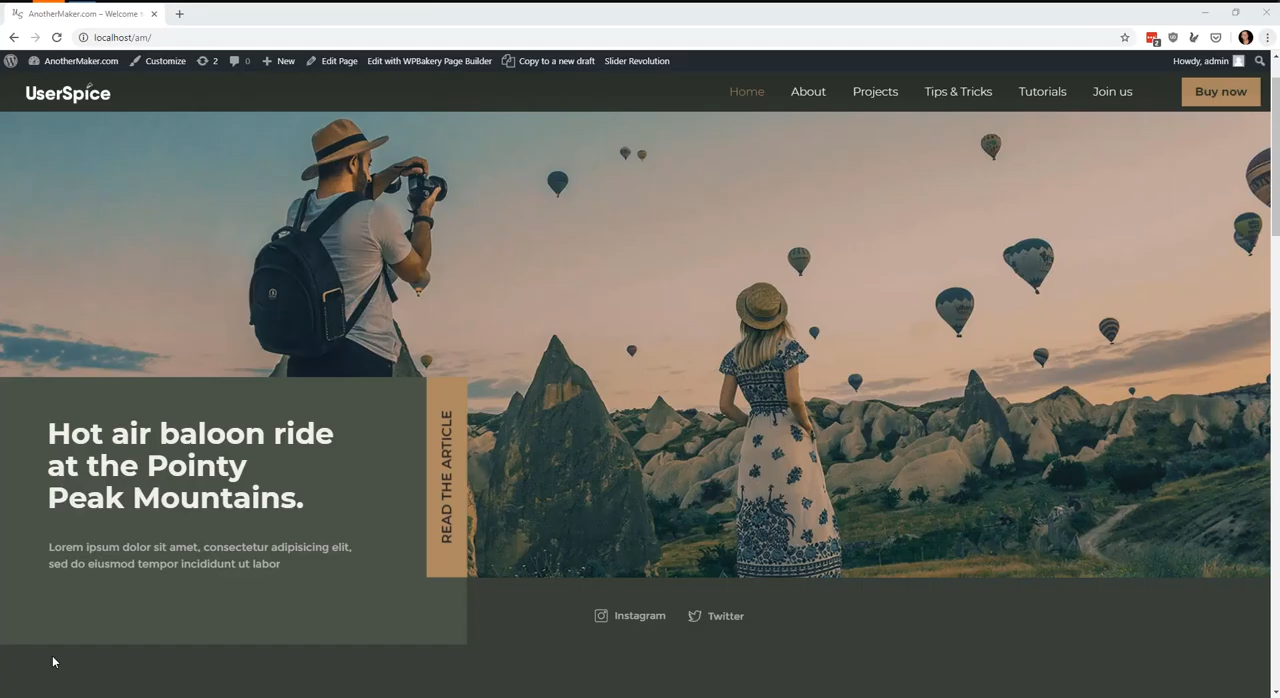 AnotherMaker.com – Welcome t
localhost/am/
2
AnotherMaker.com
Customize
2
0
New
Edit Page
Edit with WPBakery Page Builder
Copy to a new draft
Slider Revolution
Howdy, admin
UserSpice
Home
About
Projects
Tips & Tricks
Tutorials
Join us
Buy now
Hot air baloon ride
at the Pointy
Peak Mountains.
READ THE ARTICLE
Lorem ipsum dolor sit amet, consectetur adipisicing elit,
sed do eiusmod tempor incididunt ut labor
Instagram
Twitter